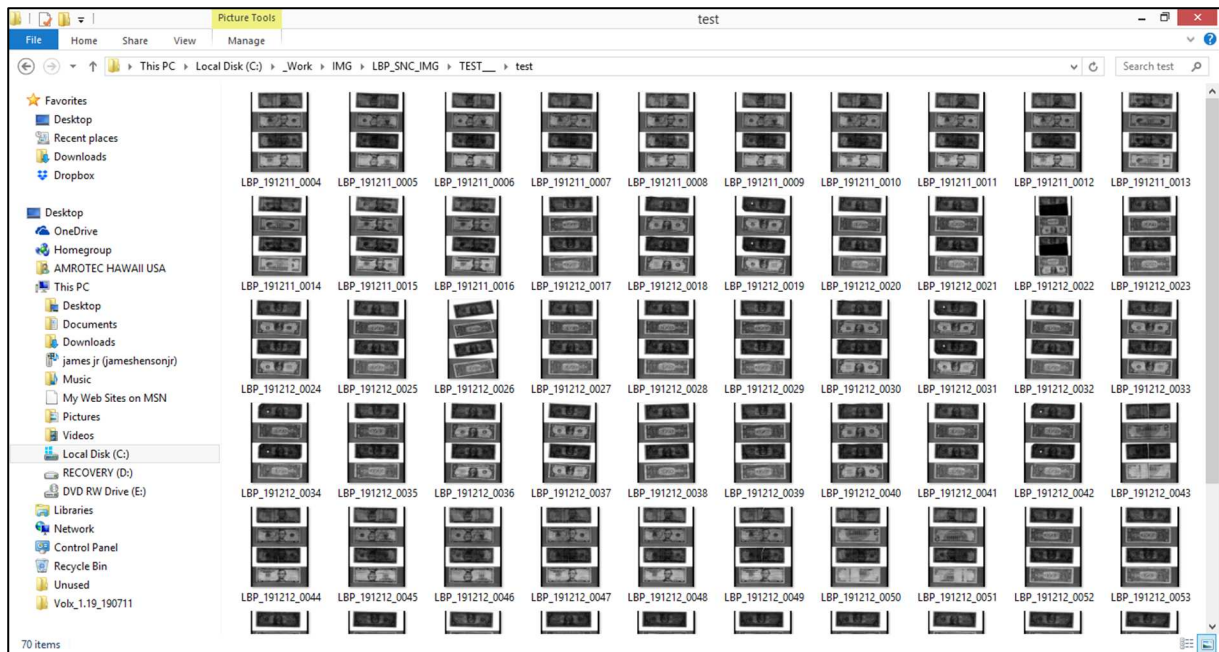 Picture Tools
test
File Home Share View Manage
This PC Local Disk (C:) _Work IMG LBP_SNC_IMG TEST__ test
Search test
Favorites
Desktop
Recent places
Downloads
Dropbox
Desktop
OneDrive
Homegroup
AMROTEC HAWAII USA
This PC
Desktop
Documents
Downloads
james jr (jameshensonjr)
Music
My Web Sites on MSN
Pictures
Videos
Local Disk (C:)
RECOVERY (D:)
DVD RW Drive (E:)
Libraries
Network
Control Panel
Recycle Bin
Unused
Volx_1.19_190711
LBP_191211_0004 LBP_191211_0005 LBP_191211_0006 LBP_191211_0007 LBP_191211_0008 LBP_191211_0009 LBP_191211_0010 LBP_191211_0011 LBP_191211_0012 LBP_191211_0013
LBP_191211_0014 LBP_191211_0015 LBP_191211_0016 LBP_191212_0017 LBP_191212_0018 LBP_191212_0019 LBP_191212_0020 LBP_191212_0021 LBP_191212_0022 LBP_191212_0023
LBP_191212_0024 LBP_191212_0025 LBP_191212_0026 LBP_191212_0027 LBP_191212_0028 LBP_191212_0029 LBP_191212_0030 LBP_191212_0031 LBP_191212_0032 LBP_191212_0033
LBP_191212_0034 LBP_191212_0035 LBP_191212_0036 LBP_191212_0037 LBP_191212_0038 LBP_191212_0039 LBP_191212_0040 LBP_191212_0041 LBP_191212_0042 LBP_191212_0043
LBP_191212_0044 LBP_191212_0045 LBP_191212_0046 LBP_191212_0047 LBP_191212_0048 LBP_191212_0049 LBP_191212_0050 LBP_191212_0051 LBP_191212_0052 LBP_191212_0053
70 items